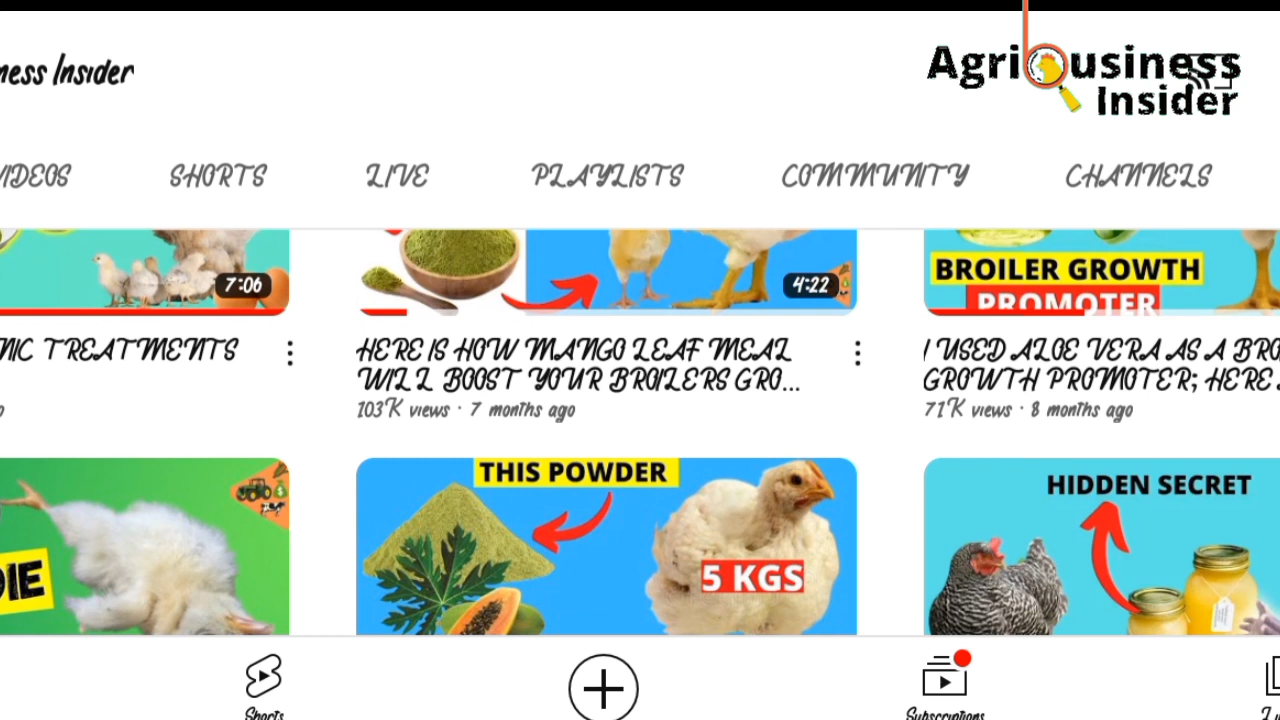 ness Insider
Agribusiness
Insider
VIDEOS
SHORTS
LIVE
PLAYLISTS
COMMUNITY
CHANNELS
7:06
4:22
BROILER GROWTH
PROMOTER
NIC TREATMENTS
HERE IS HOW MANGO LEAF MEAL
WILL BOOST YOUR BROILERS GRO...
103K views · 7 months ago
I USED ALOE VERA AS A BRO
GROWTH PROMOTER; HERE
71K views · 8 months ago
DIE
THIS POWDER
5 KGS
HIDDEN SECRET
Shorts
Subscriptions